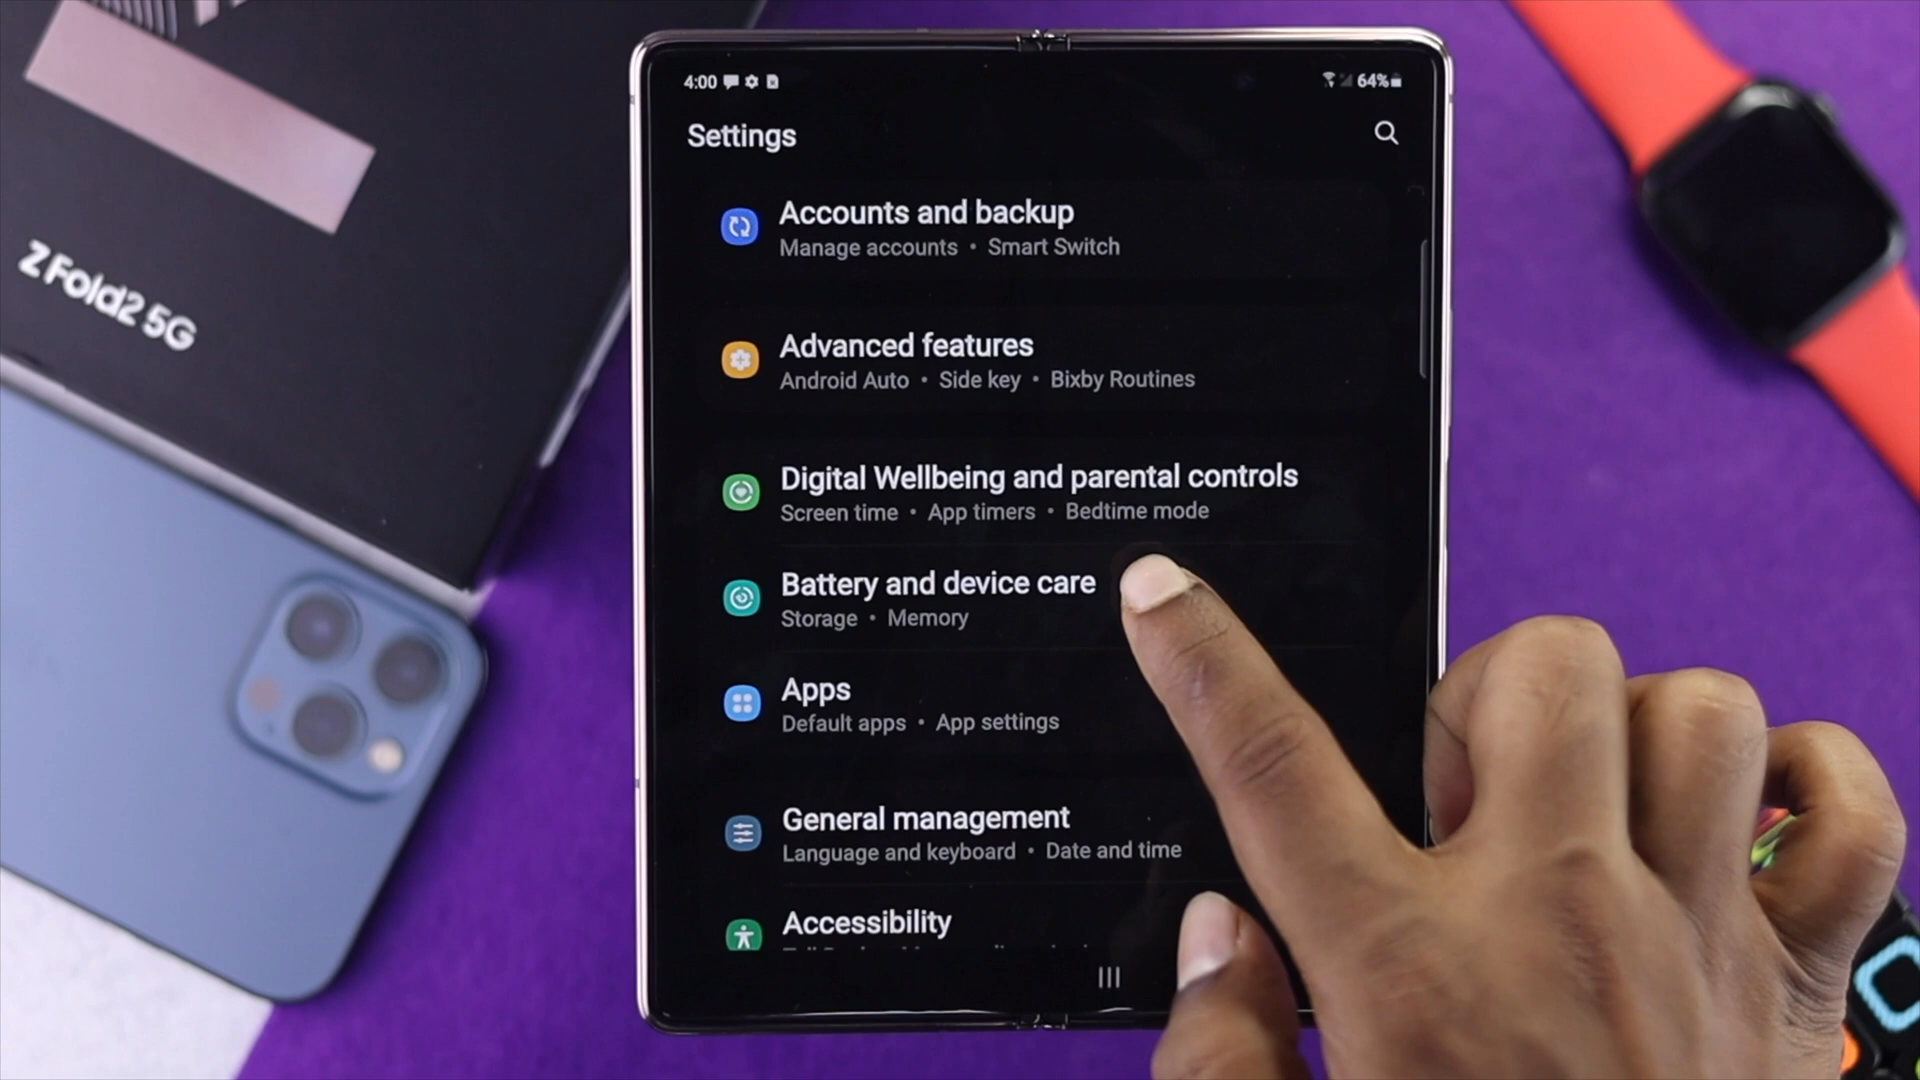 Z Fold2 5G
4:00
64%
Settings
Accounts and backup
Manage accounts • Smart Switch
Advanced features
Android Auto • Side key • Bixby Routines
Digital Wellbeing and parental controls
Screen time • App timers • Bedtime mode
Battery and device care
Storage • Memory
Apps
Default apps • App settings
General management
Language and keyboard • Date and time
Accessibility